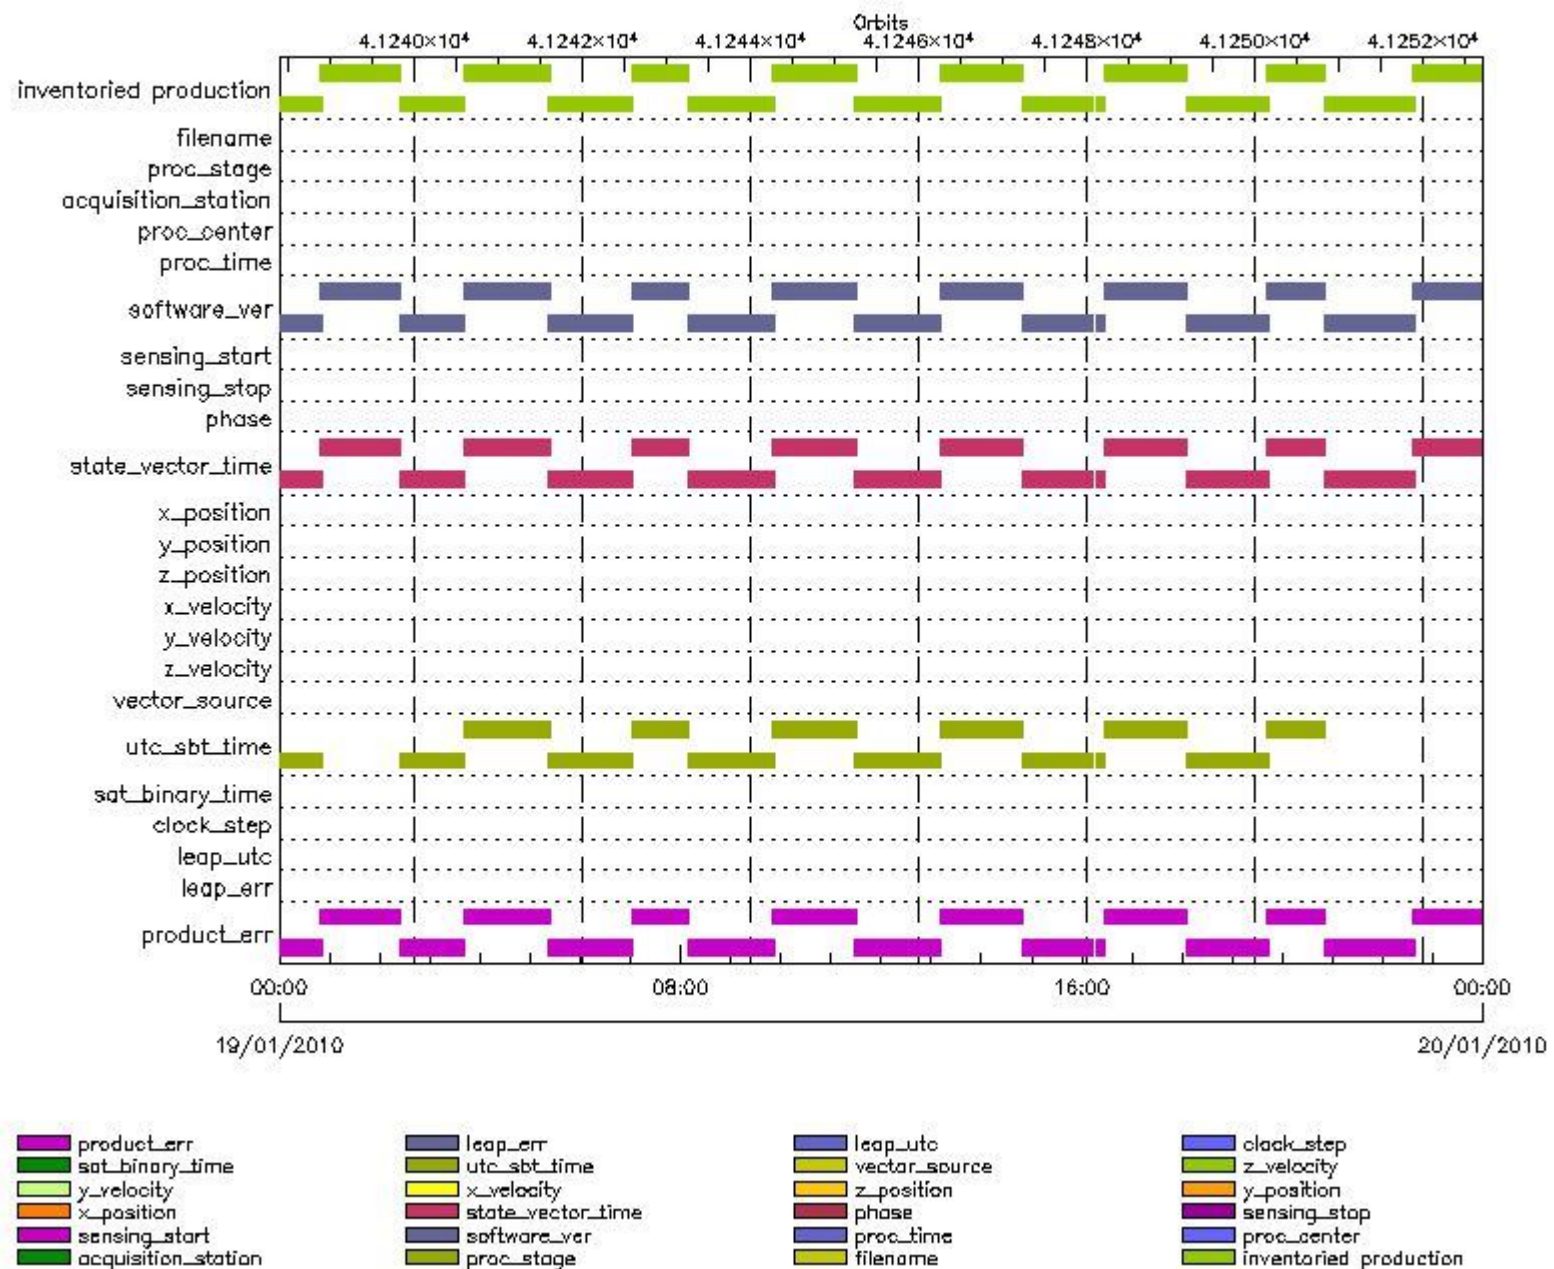 Orbits
4.1240×10⁴ 4.1242×10⁴ 4.1244×10⁴ 4.1246×10⁴ 4.1248×10⁴ 4.1250×10⁴ 4.1252×10⁴
inventoried production
filename
proc_stage
acquisition_station
proc_center
proc_time
software_ver
sensing_start
sensing_stop
phase
state_vector_time
x_position
y_position
z_position
x_velocity
y_velocity
z_velocity
vector_source
utc_sbt_time
sat_binary_time
clock_step
leap_utc
leap_err
product_err
00:00 08:00 16:00 00:00
19/01/2010 20/01/2010
product_err leap_err leap_utc clock_step
sat_binary_time utc_sbt_time vector_source z_velocity
y_velocity x_velocity z_position y_position
x_position state_vector_time phase sensing_stop
sensing_start software_ver proc_time proc_center
acquisition_station proc_stage filename inventoried production